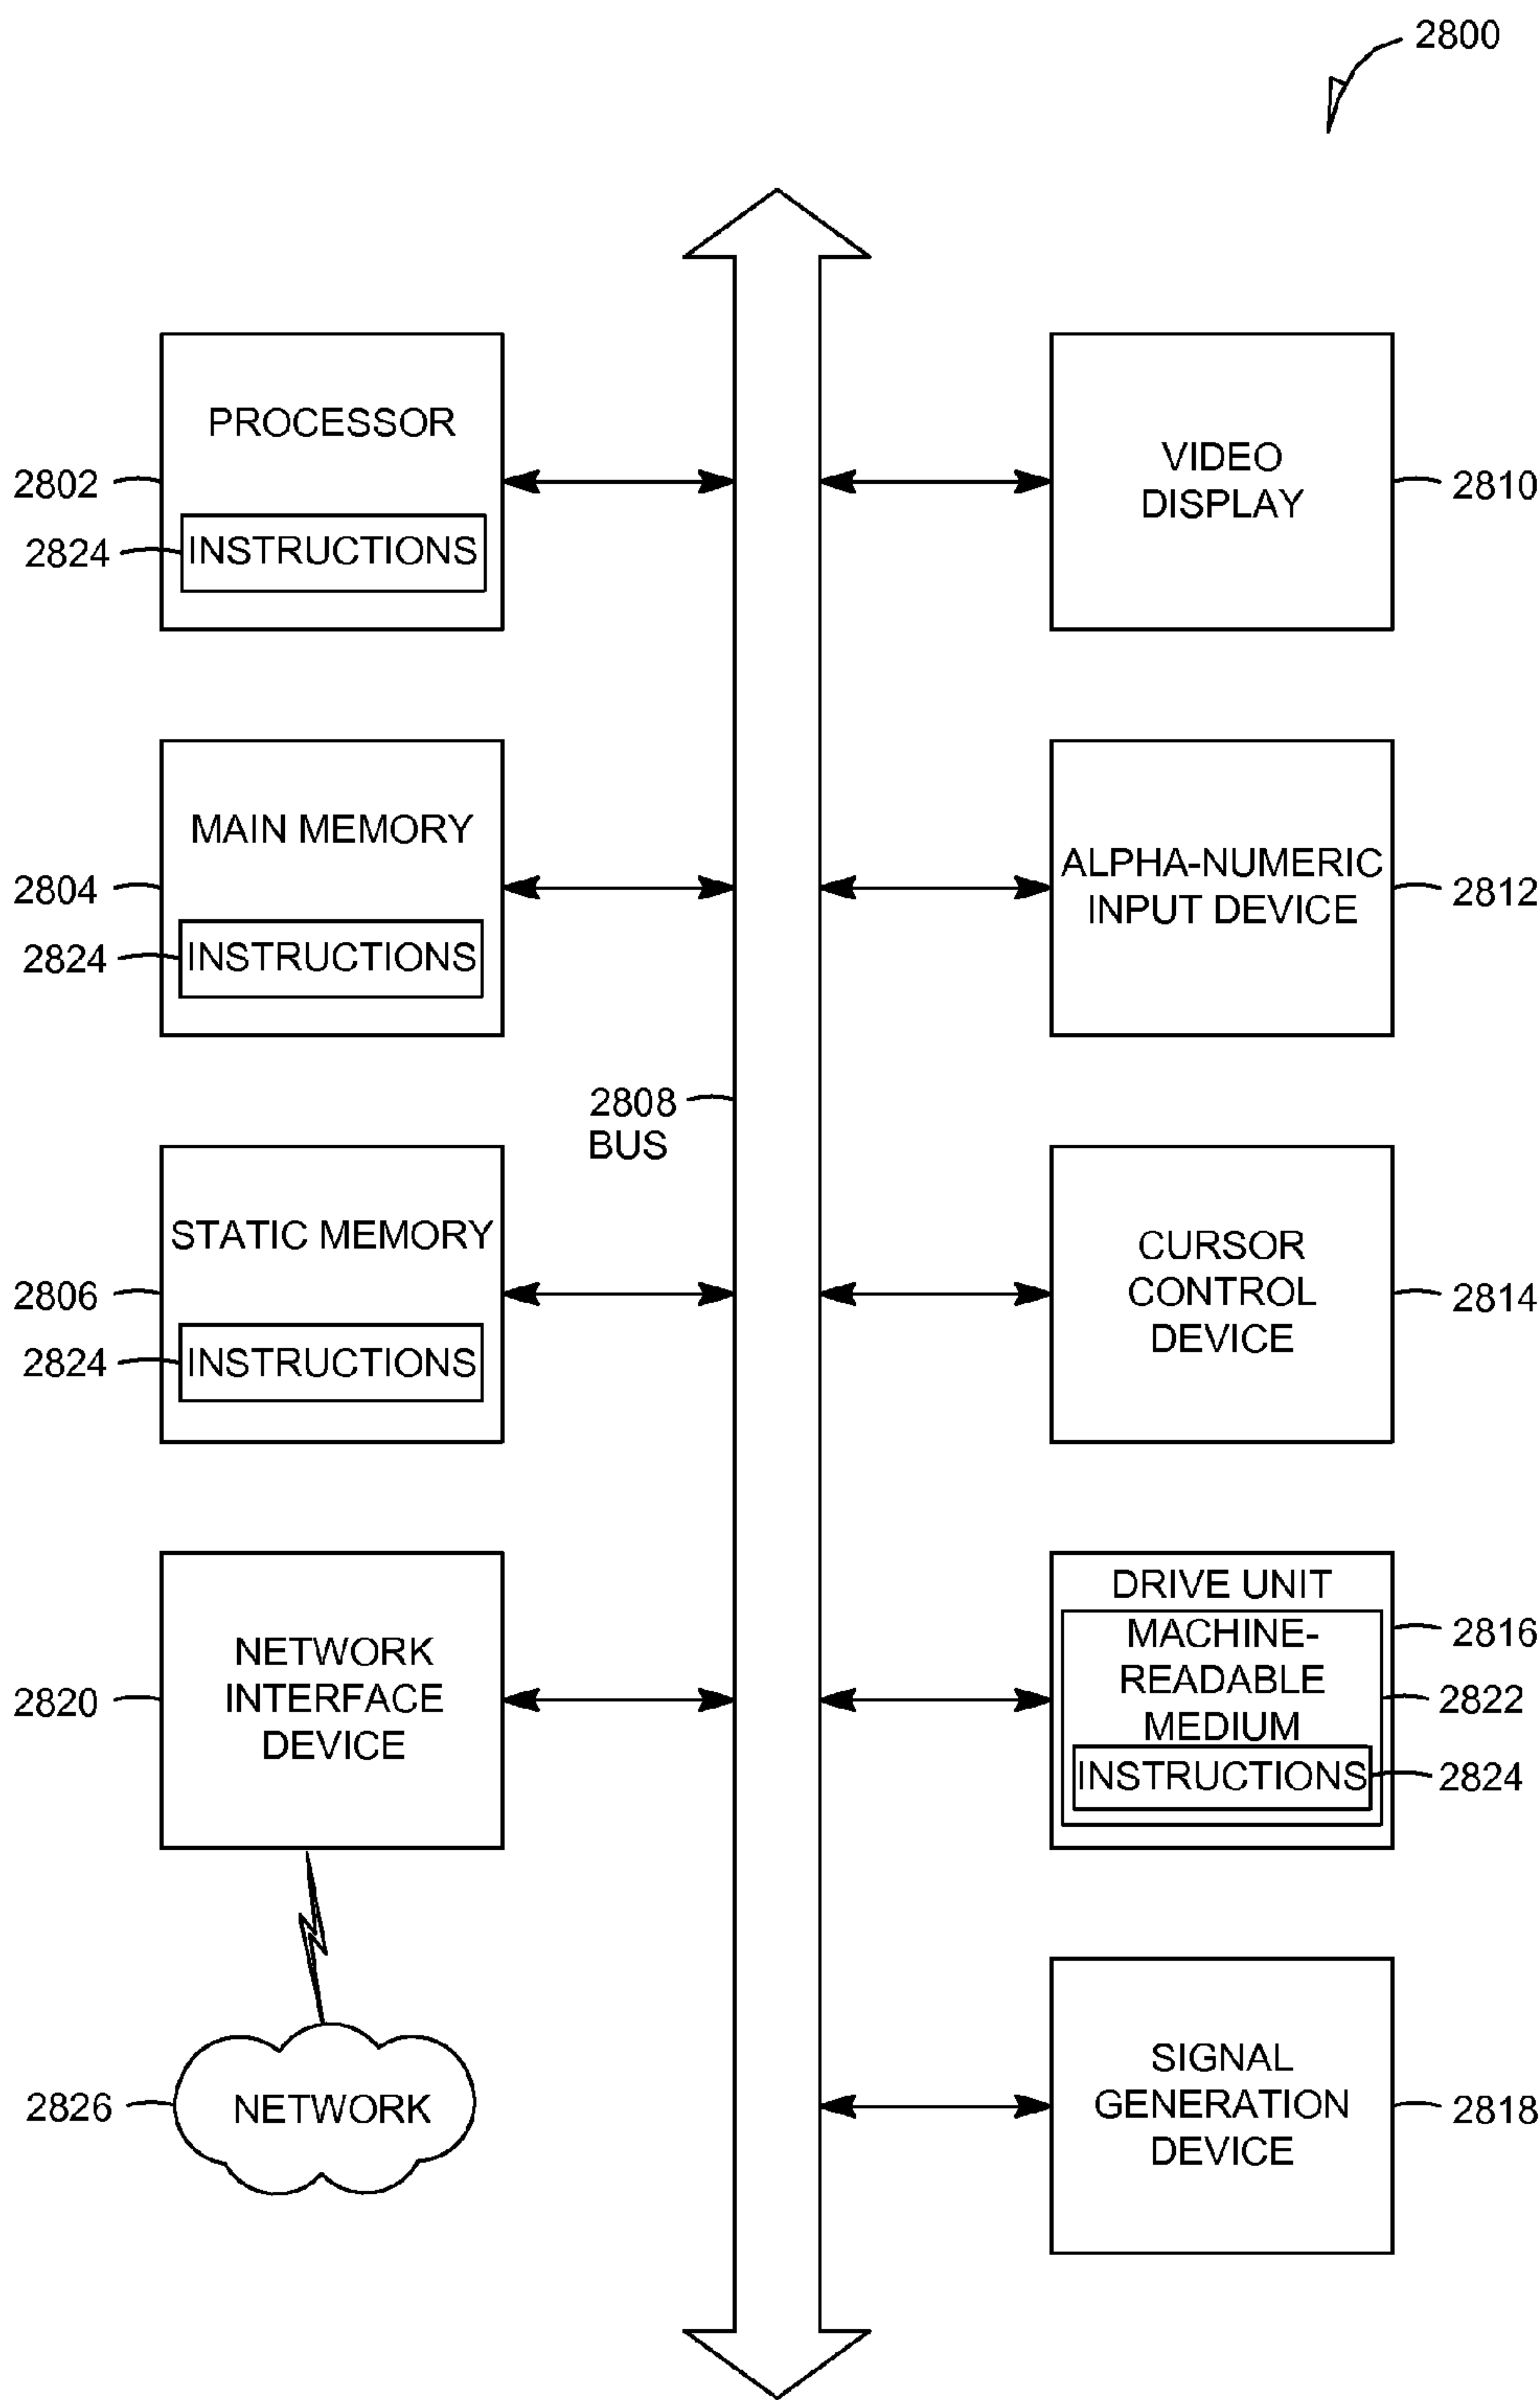 2800
PROCESSOR
2802
2824
INSTRUCTIONS
VIDEO
DISPLAY
2810
MAIN MEMORY
2804
2824
INSTRUCTIONS
ALPHA-NUMERIC
INPUT DEVICE
2812
2808
BUS
STATIC MEMORY
2806
2824
INSTRUCTIONS
CURSOR
CONTROL
DEVICE
2814
NETWORK
INTERFACE
DEVICE
2820
DRIVE UNIT
2816
MACHINE-
READABLE
MEDIUM
2822
INSTRUCTIONS
2824
2826
NETWORK
SIGNAL
GENERATION
DEVICE
2818